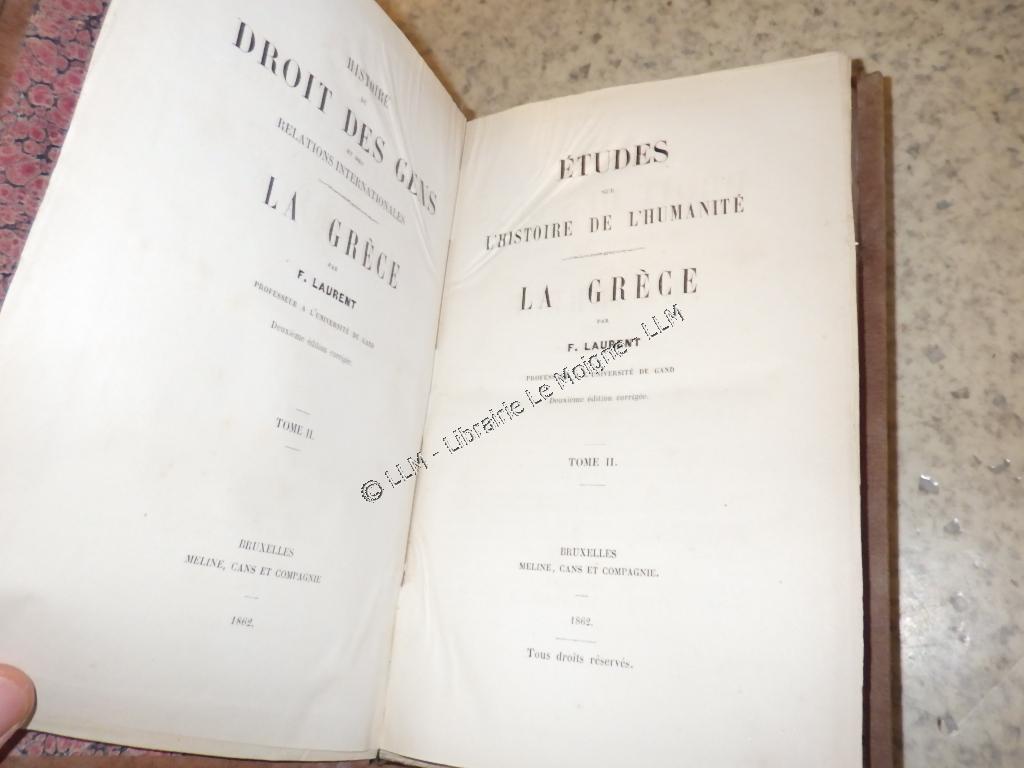 HISTOIRE
DU
DROIT DES GENS
ET DES
RELATIONS INTERNATIONALES
LA GRÈCE
PAR
F. LAURENT
PROFESSEUR A L'UNIVERSITÉ DE GAND
Deuxième édition corrigée.
TOME II.
BRUXELLES
MELINE, CANS ET COMPAGNIE
1862.
ÉTUDES
SUR
L'HISTOIRE DE L'HUMANITÉ
LA GRÈCE
PAR
F. LAURENT
PROFESSEUR A L'UNIVERSITÉ DE GAND
Deuxième édition corrigée.
TOME II.
BRUXELLES
MELINE, CANS ET COMPAGNIE.
1862.
Tous droits réservés.
© LLM - Librairie Le Moigne - LLM